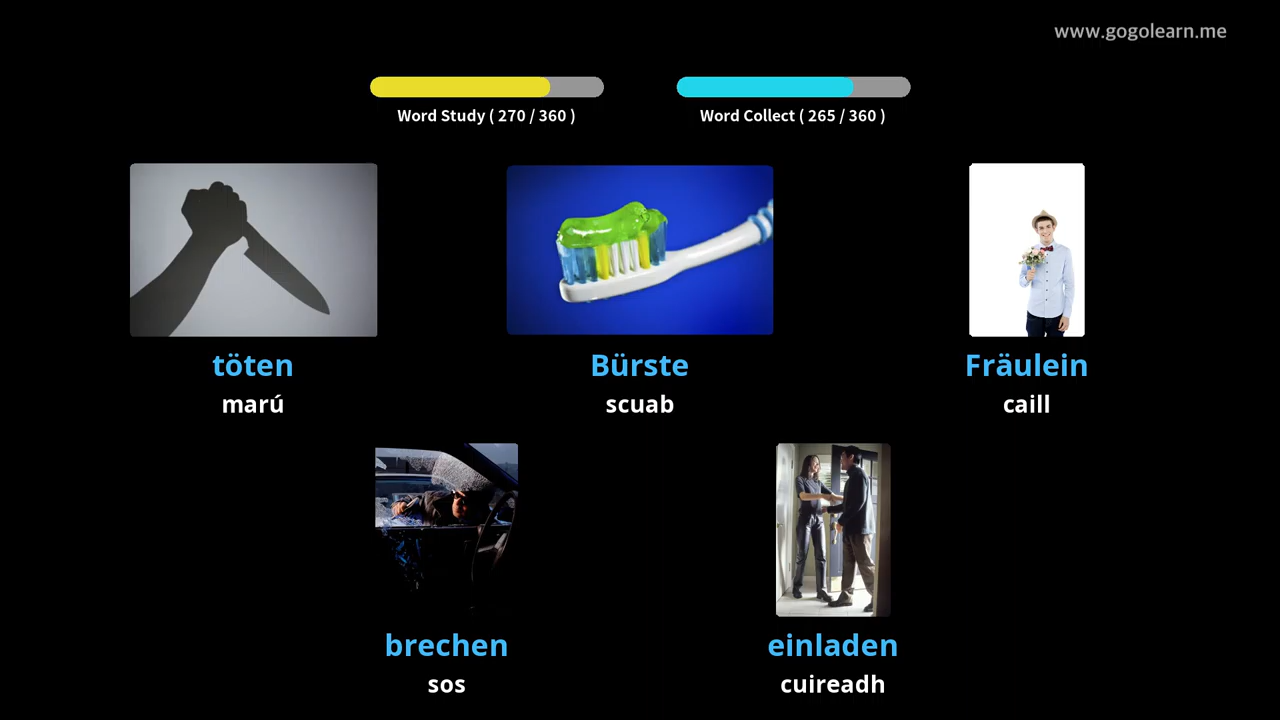 www.gogolearn.me
Word Study ( 270 / 360 )
Word Collect ( 265 / 360 )
töten
marú
Bürste
scuab
Fräulein
caill
brechen
sos
einladen
cuireadh